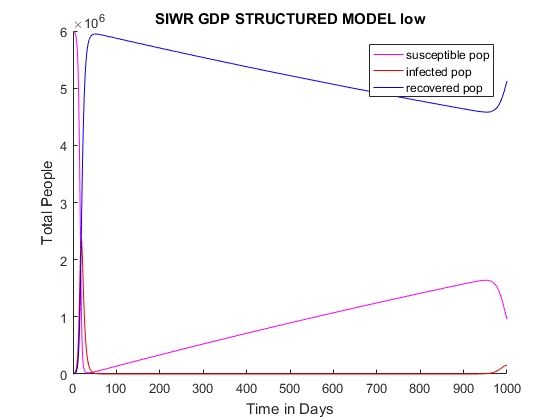 SIWR GDP STRUCTURED MODEL low
×10^6
susceptible pop
infected pop
recovered pop
6
5
4
3
2
1
0
Total People
0 100 200 300 400 500 600 700 800 900 1000
Time in Days